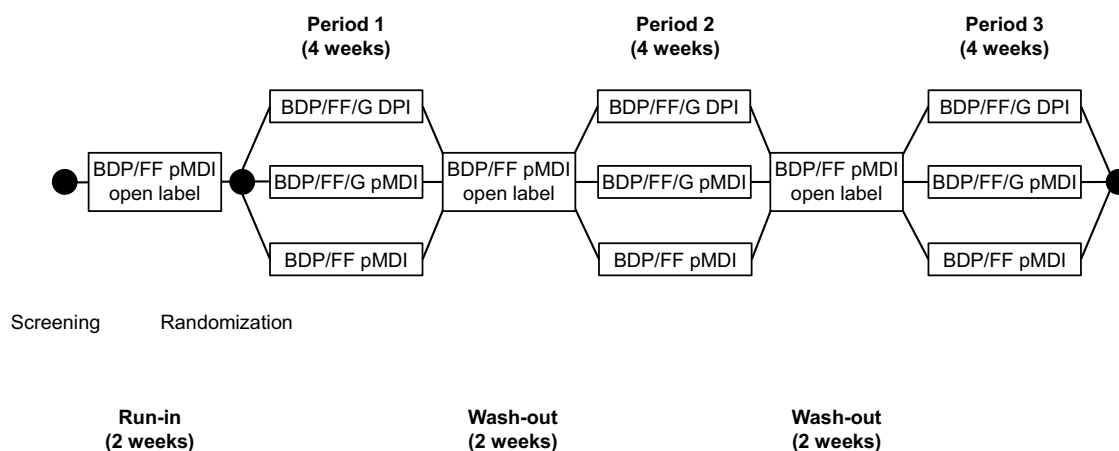 Period 1
(4 weeks)
Period 2
(4 weeks)
Period 3
(4 weeks)
BDP/FF/G DPI
BDP/FF/G DPI
BDP/FF/G DPI
BDP/FF pMDI
open label
BDP/FF/G pMDI
BDP/FF pMDI
open label
BDP/FF/G pMDI
BDP/FF pMDI
open label
BDP/FF/G pMDI
BDP/FF pMDI
BDP/FF pMDI
BDP/FF pMDI
Screening
Randomization
Run-in
(2 weeks)
Wash-out
(2 weeks)
Wash-out
(2 weeks)